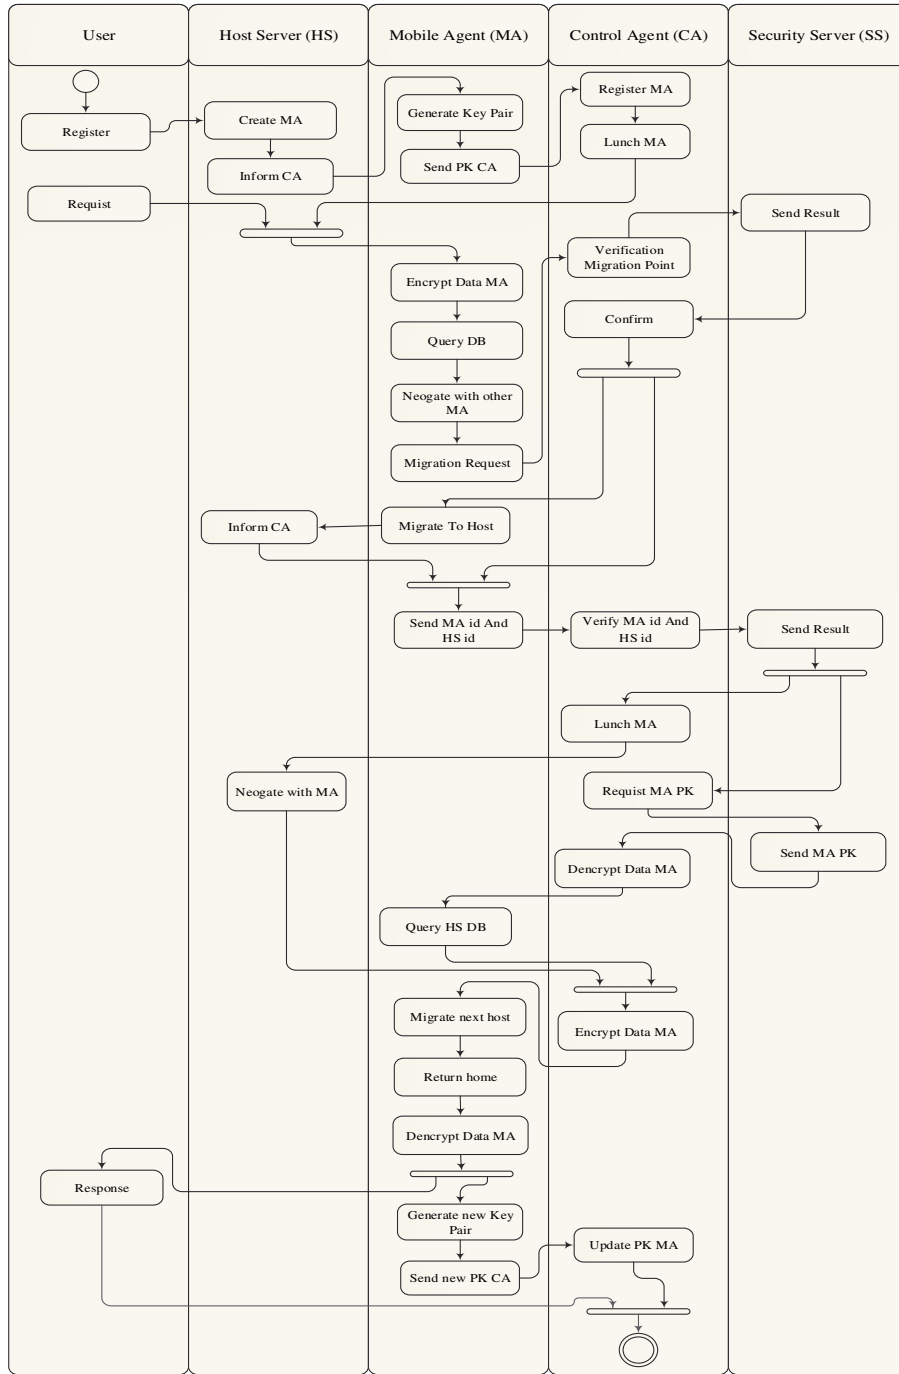 User
Host Server (HS)
Mobile Agent (MA)
Control Agent (CA)
Security Server (SS)
Register
Create MA
Inform CA
Generate Key Pair
Send PK CA
Register MA
Lunch MA
Requist
Send Result
Verification
Migration Point
Encrypt Data MA
Confirm
Query DB
Neogate with other
MA
Migration Request
Migrate To Host
Inform CA
Send MA id And
HS id
Verify MA id And
HS id
Send Result
Lunch MA
Neogate with MA
Requist MA PK
Send MA PK
Dencrypt Data MA
Query HS DB
Encrypt Data MA
Migrate next host
Return home
Dencrypt Data MA
Response
Generate new Key
Pair
Send new PK CA
Update PK MA